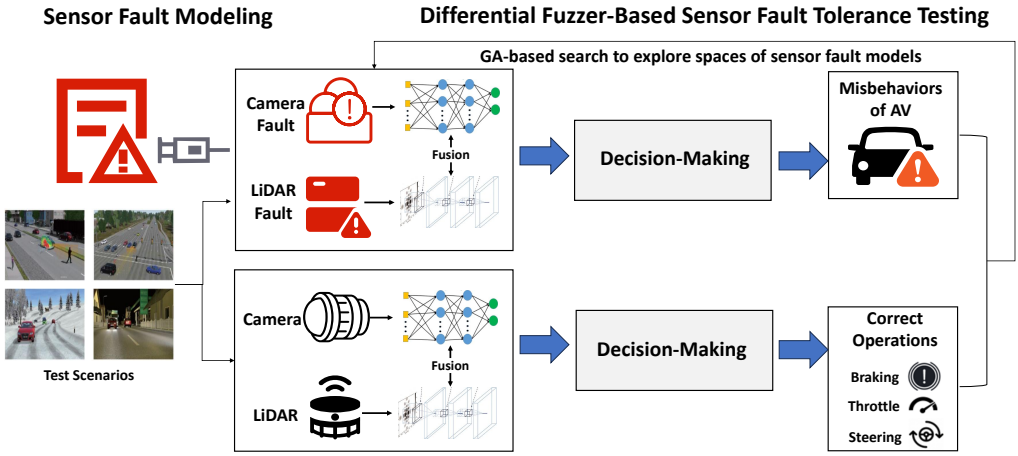 Sensor Fault Modeling
Differential Fuzzer-Based Sensor Fault Tolerance Testing
GA-based search to explore spaces of sensor fault models
Camera
Fault
Fusion
LiDAR
Fault
Decision-Making
Misbehaviors
of AV
Test Scenarios
Camera
Fusion
LiDAR
Decision-Making
Correct
Operations
Braking
Throttle
Steering